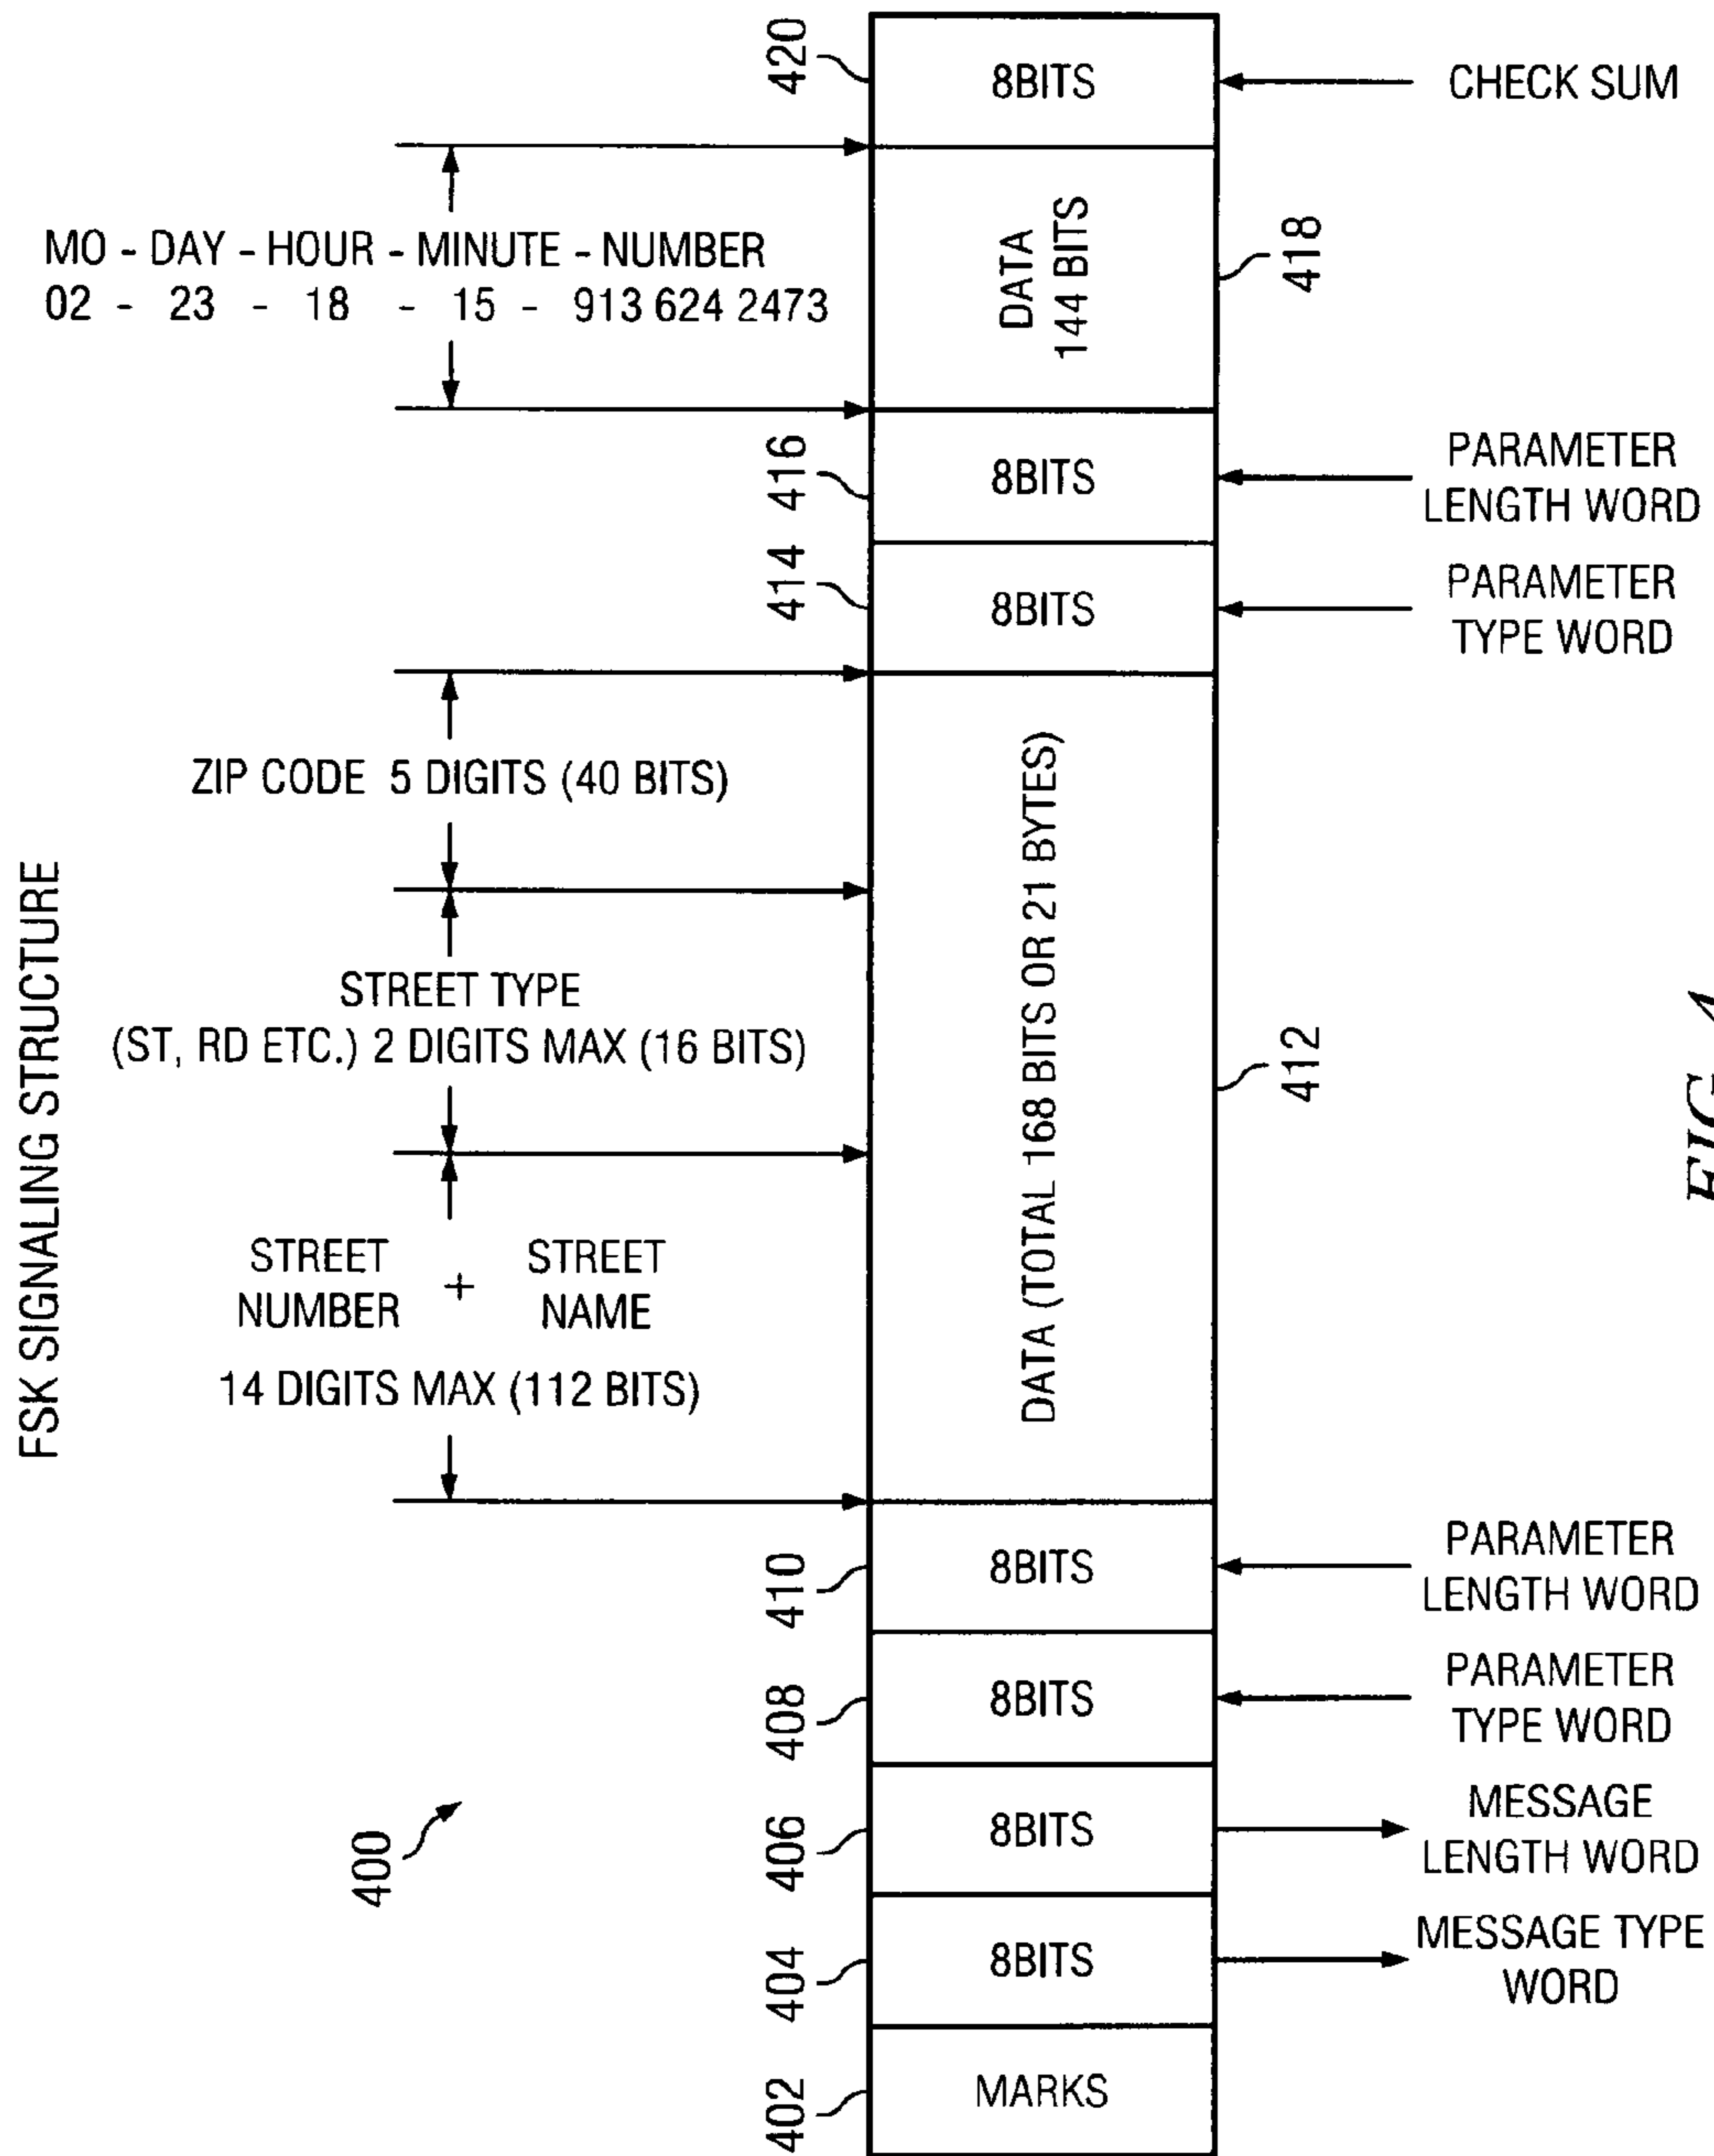 FSK SIGNALING STRUCTURE
400
STREET
NUMBER
+
STREET
NAME
14 DIGITS MAX (112 BITS)
STREET TYPE
(ST, RD ETC.) 2 DIGITS MAX (16 BITS)
ZIP CODE 5 DIGITS (40 BITS)
MO - DAY - HOUR - MINUTE - NUMBER
02 - 23 - 18 - 15 - 913 624 2473
402
404
406
408
410
414
416
420
MARKS
8BITS
8BITS
8BITS
8BITS
DATA (TOTAL 168 BITS OR 21 BYTES)
8BITS
8BITS
DATA
144 BITS
8BITS
412
418
MESSAGE TYPE
WORD
MESSAGE
LENGTH WORD
PARAMETER
TYPE WORD
PARAMETER
LENGTH WORD
PARAMETER
TYPE WORD
PARAMETER
LENGTH WORD
CHECK SUM
FIG. 4